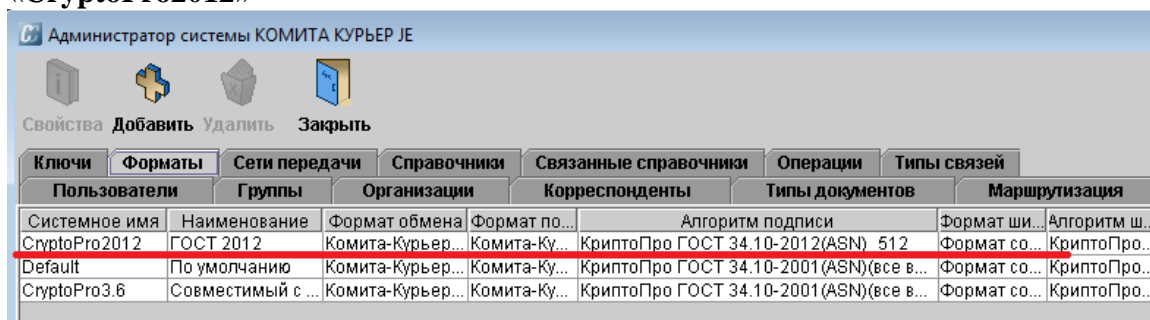 «CryptoPro2012»
Администратор системы КОМИТА КУРЬЕР JE
Свойства Добавить Удалить Закрыть
Ключи Форматы Сети передачи Справочники Связанные справочники Операции Типы связей
Пользователи Группы Организации Корреспонденты Типы документов Маршрутизация
Системное имя Наименование Формат обмена Формат по... Алгоритм подписи Формат ши... Алгоритм ш...
CryptoPro2012 ГОСТ 2012 Комита-Курьер... Комита-Ку... КриптоПро ГОСТ 34.10-2012(ASN) 512 Формат со... КриптоПро...
Default По умолчанию Комита-Курьер... Комита-Ку... КриптоПро ГОСТ 34.10-2001(ASN)(все в... Формат со... КриптоПро...
CryptoPro3.6 Совместимый с ... Комита-Курьер... Комита-Ку... КриптоПро ГОСТ 34.10-2001(ASN)(все в... Формат со... КриптоПро...